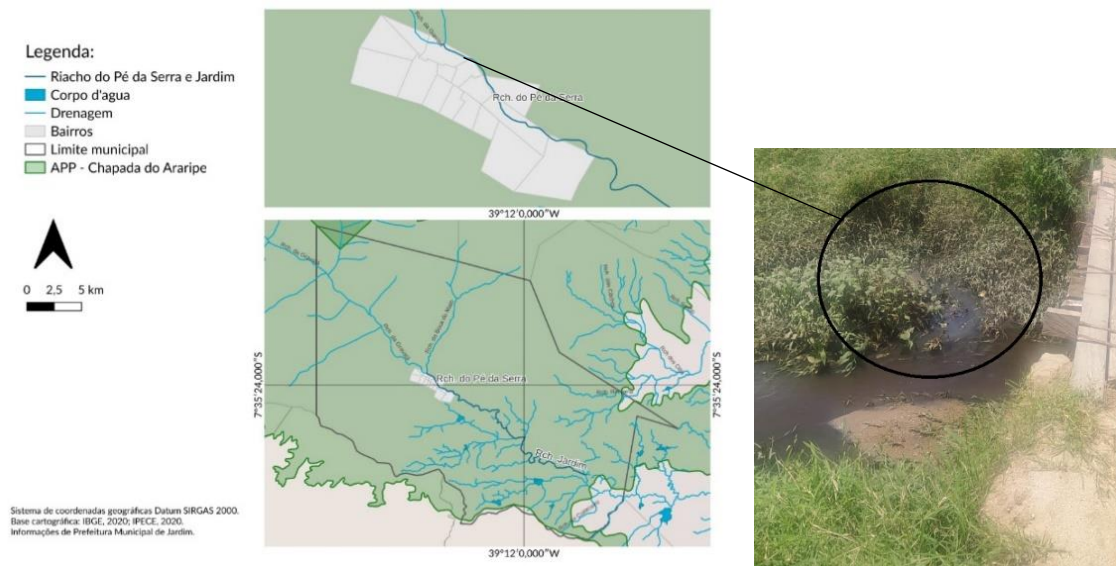 Legenda:
Riacho do Pé da Serra e Jardim
Corpo d'agua
Drenagem
Bairros
Limite municipal
APP - Chapada do Araripe
0 2,5 5 km
Sistema de coordenadas geográficas Datum SIRGAS 2000.
Base cartográfica: IBGE, 2020; IPECE, 2020.
Informações de Prefeitura Municipal de Jardim.
Rch. do Pé da Serra
39°12'0,000"W
7°35'24,000"S
7°35'24,000"S
Rch. do Pé da Serra
Rch. Jardim
39°12'0,000"W